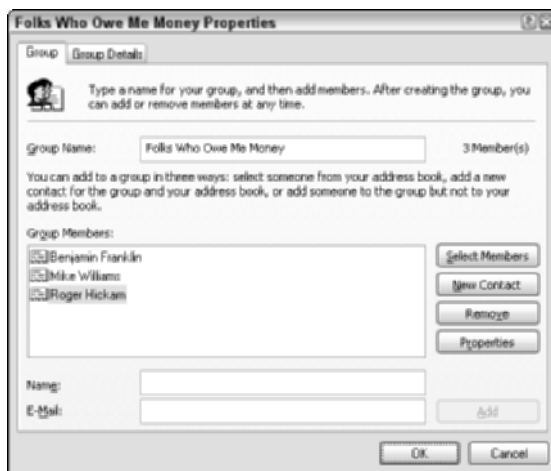 Folks Who Owe Me Money Properties
Group
Group Details
Type a name for your group, and then add members. After creating the group, you
can add or remove members at any time.
Group Name:
Folks Who Owe Me Money
3 Member(s)
You can add to a group in three ways: select someone from your address book, add a new
contact for the group and your address book, or add someone to the group but not to your
address book.
Group Members:
Benjamin Franklin
Mike Williams
Roger Hickam
Select Members
New Contact
Remove
Properties
Name:
E-Mail:
Add
OK
Cancel